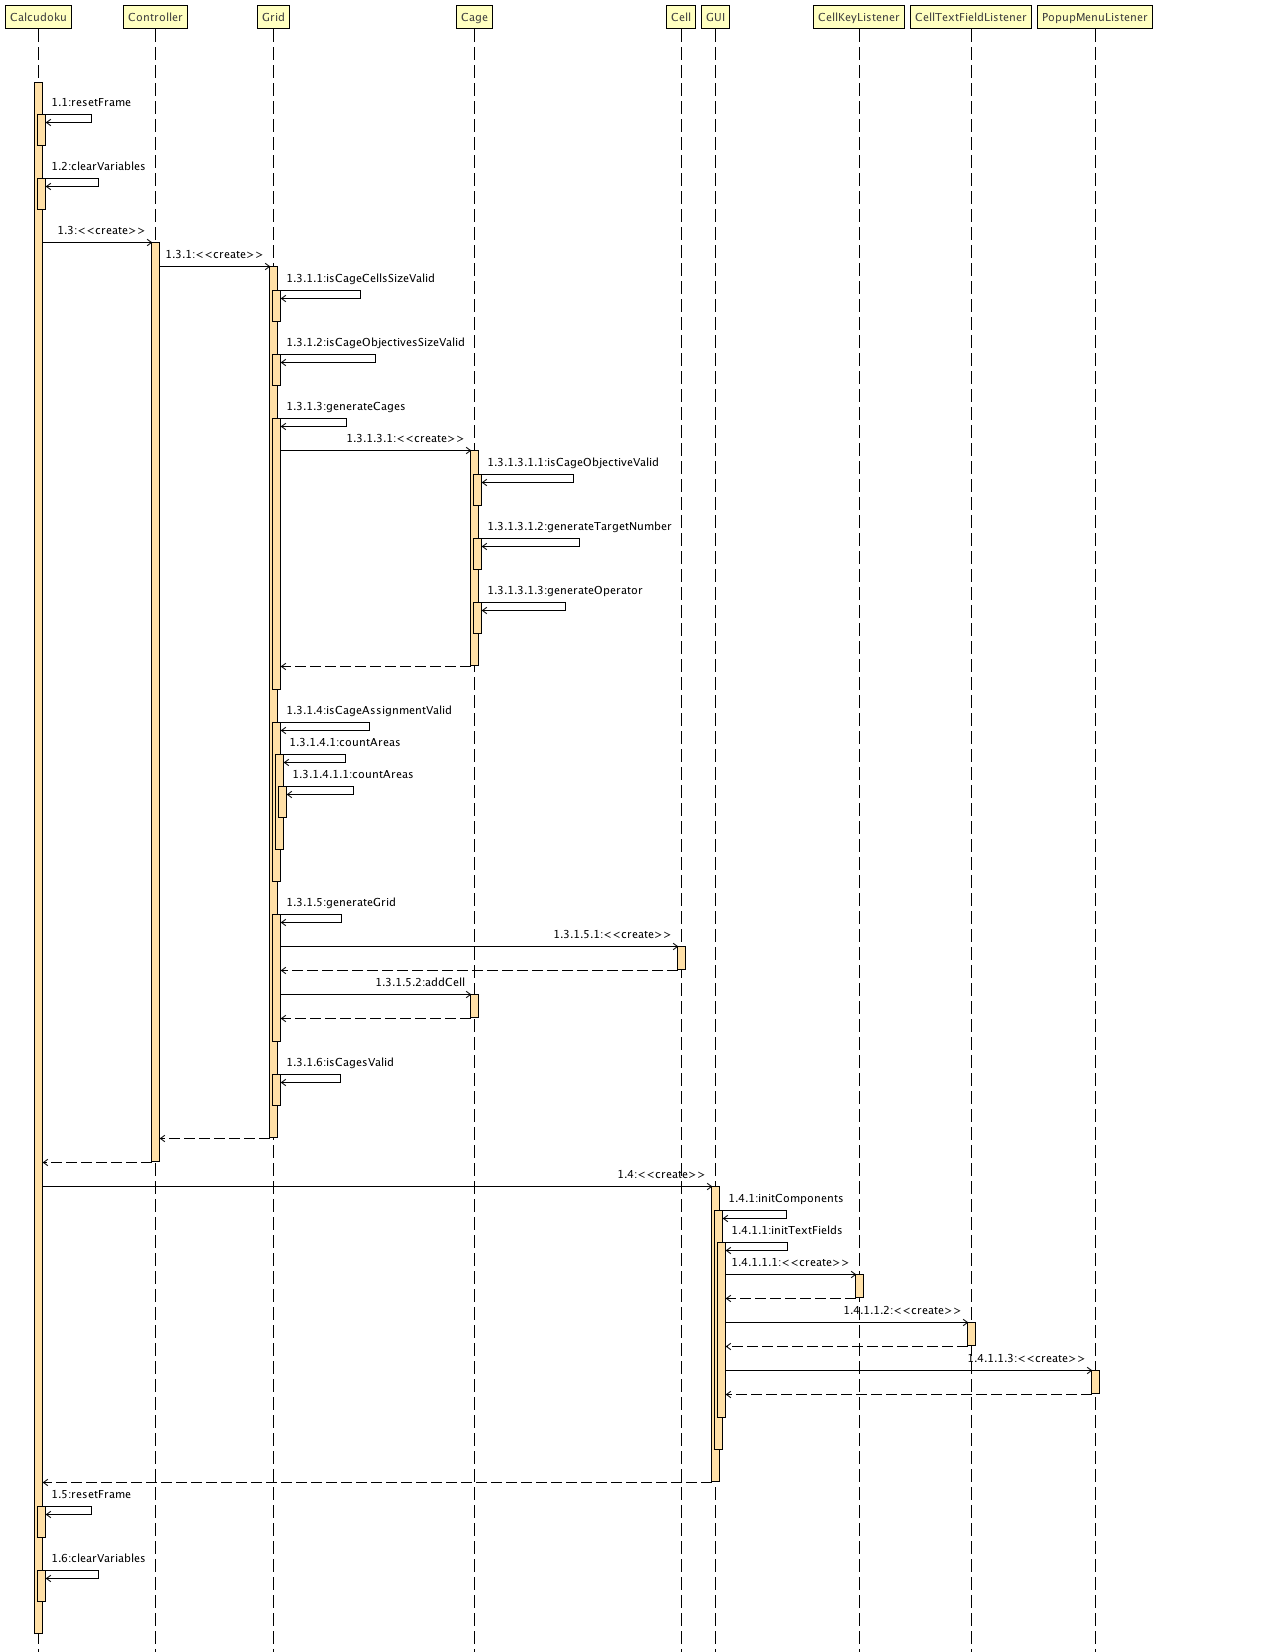 Calcudoku
Controller
Grid
Cage
Cell
GUI
CellKeyListener
CellTextFieldListener
PopupMenuListener
1.1:resetFrame
1.2:clearVariables
1.3:<<create>>
1.3.1:<<create>>
1.3.1.1:isCageCellsSizeValid
1.3.1.2:isCageObjectivesSizeValid
1.3.1.3:generateCages
1.3.1.3.1:<<create>>
1.3.1.3.1.1:isCageObjectiveValid
1.3.1.3.1.2:generateTargetNumber
1.3.1.3.1.3:generateOperator
1.3.1.4:isCageAssignmentValid
1.3.1.4.1:countAreas
1.3.1.4.1.1:countAreas
1.3.1.5:generateGrid
1.3.1.5.1:<<create>>
1.3.1.5.2:addCell
1.3.1.6:isCagesValid
1.4:<<create>>
1.4.1:initComponents
1.4.1.1:initTextFields
1.4.1.1.1:<<create>>
1.4.1.1.2:<<create>>
1.4.1.1.3:<<create>>
1.5:resetFrame
1.6:clearVariables